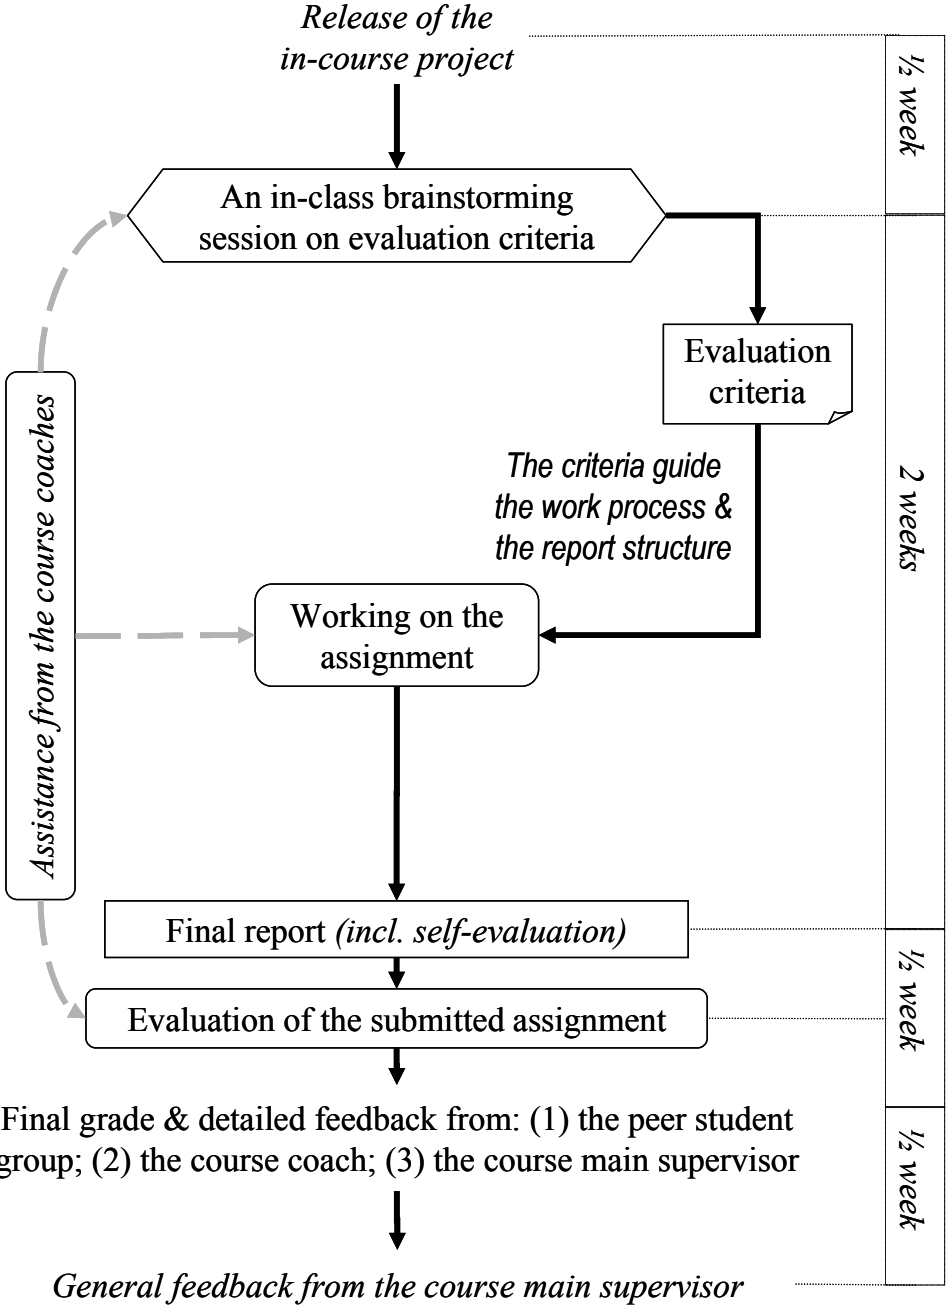 Release of the
in-course project
½ week
An in-class brainstorming
session on evaluation criteria
Evaluation
criteria
Assistance from the course coaches
The criteria guide
the work process &
the report structure
2 weeks
Working on the
assignment
Final report (incl. self-evaluation)
½ week
Evaluation of the submitted assignment
Final grade & detailed feedback from: (1) the peer student
group; (2) the course coach; (3) the course main supervisor
½ week
General feedback from the course main supervisor